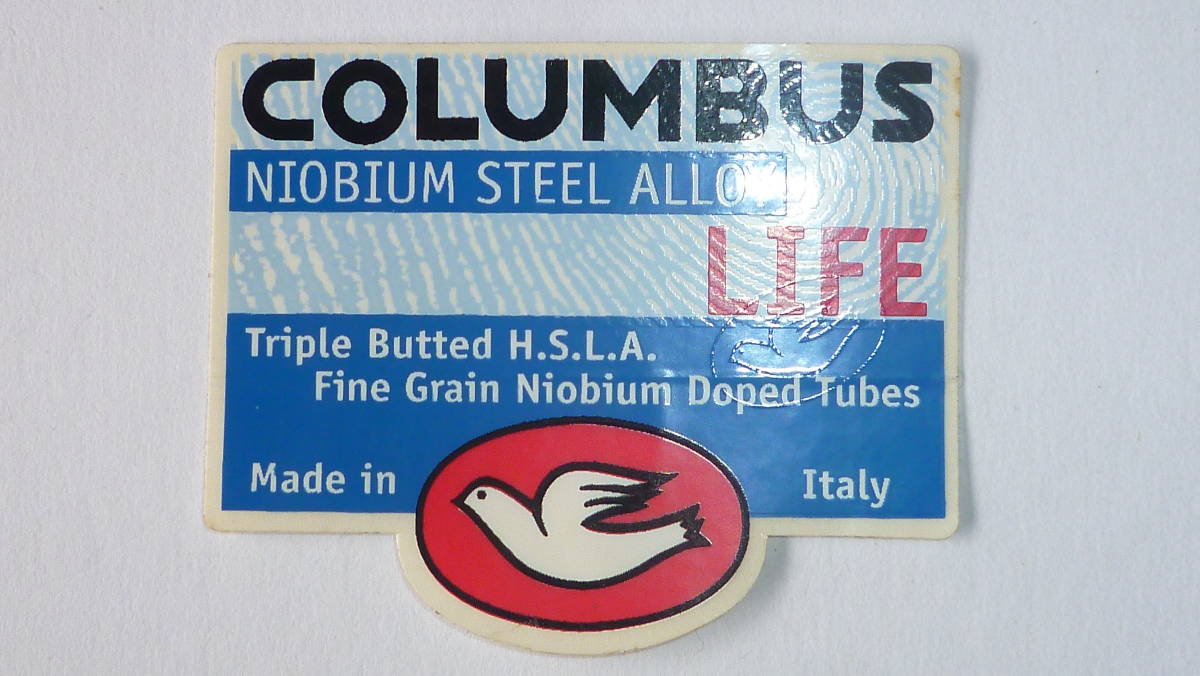 COLUMBUS
NIOBIUM STEEL ALLOY
LIFE
Triple Butted H.S.L.A.
Fine Grain Niobium Doped Tubes
Made in Italy